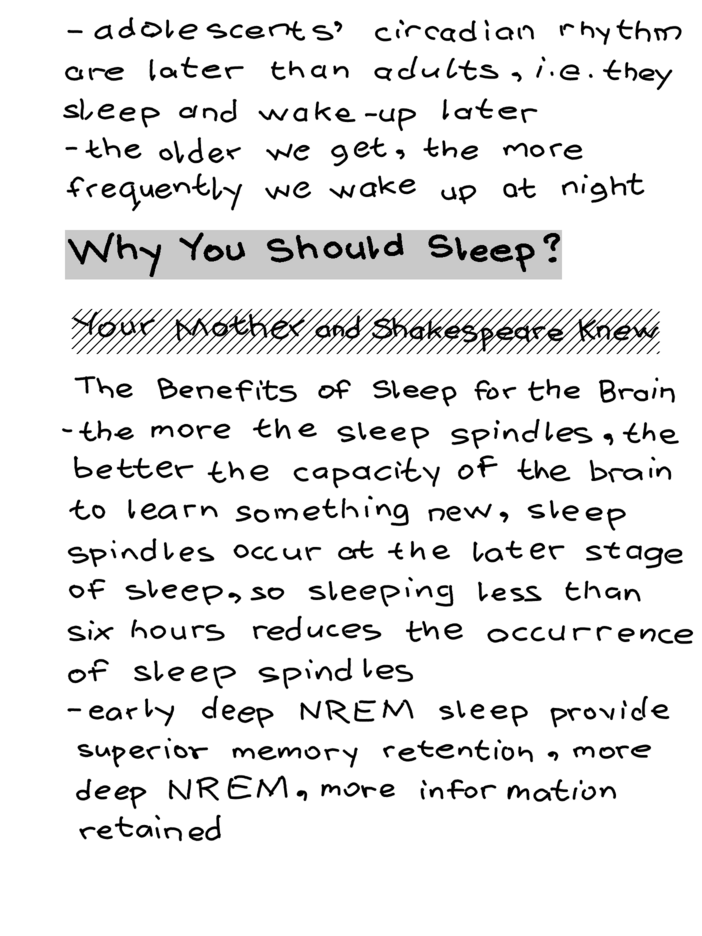 - adolescents' circadian rhythm
are later than adults, i.e. they
sleep and wake-up later
- the older we get, the more
frequently we wake up at night
Why You Should Sleep?
Your Mother and Shakespeare Knew
The Benefits of Sleep for the Brain
- the more the sleep spindles, the
better the capacity of the brain
to learn something new, sleep
spindles occur at the later stage
of sleep, so sleeping less than
six hours reduces the occurrence
of sleep spindles
- early deep NREM sleep provide
superior memory retention, more
deep NREM, more information
retained